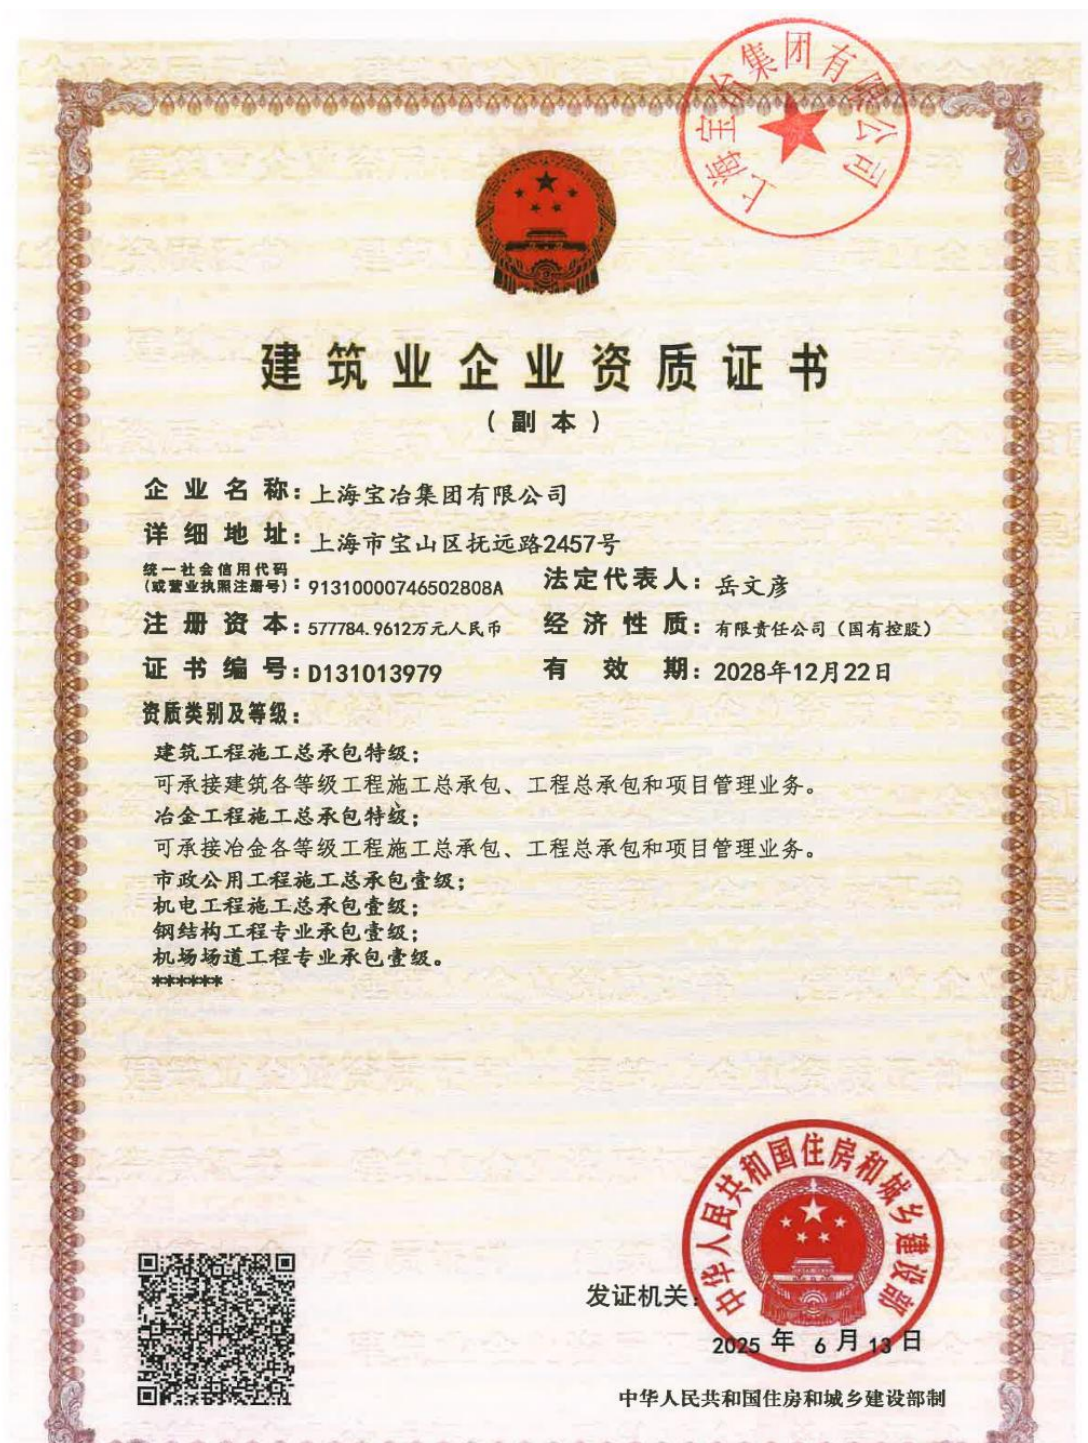 上海宝冶集团有限公司
建筑业企业资质证书
（副本）
企业名称：上海宝冶集团有限公司
详细地址：上海市宝山区抚远路2457号
统一社会信用代码
（或营业执照注册号）：91310000746502808A 法定代表人：岳文彦
注册资本：577784.9612万元人民币 经济性质：有限责任公司（国有控股）
证书编号：D131013979 有效期：2028年12月22日
资质类别及等级：
建筑工程施工总承包特级；
可承接建筑各等级工程施工总承包、工程总承包和项目管理业务。
冶金工程施工总承包特级；
可承接冶金各等级工程施工总承包、工程总承包和项目管理业务。
市政公用工程施工总承包壹级；
机电工程施工总承包壹级；
钢结构工程专业承包壹级；
机场场道工程专业承包壹级。
******
中华人民共和国住房和城乡建设部
发证机关：
2025年6月13日
中华人民共和国住房和城乡建设部制